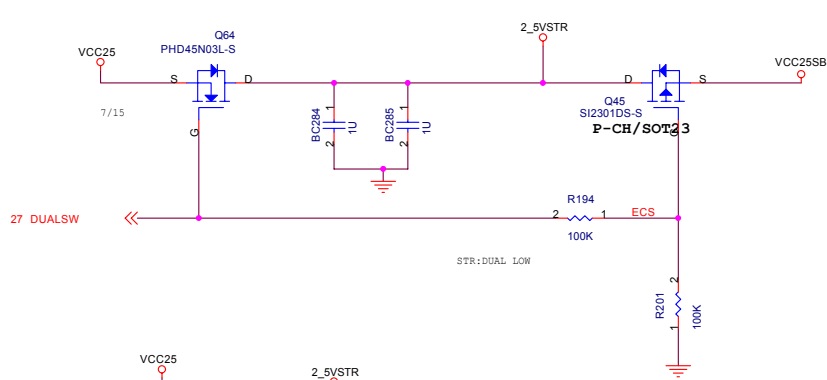 Q64
PHD45N03L-S
VCC25
2_5VSTR
VCC25SB
S
D
D
S
7/15
G
1
BC284
1U
2
1
BC285
1U
2
Q45
SI2301DS-S
P-CH/SOT23
G
27 DUALSW
R194
2
1
ECS
100K
STR:DUAL LOW
2
R201
100K
1
VCC25
2_5VSTR